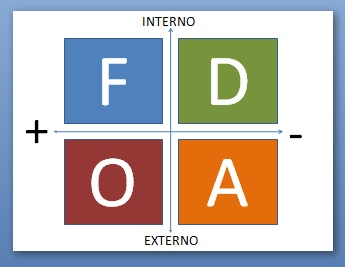 INTERNO
F D
+ -
O A
EXTERNO